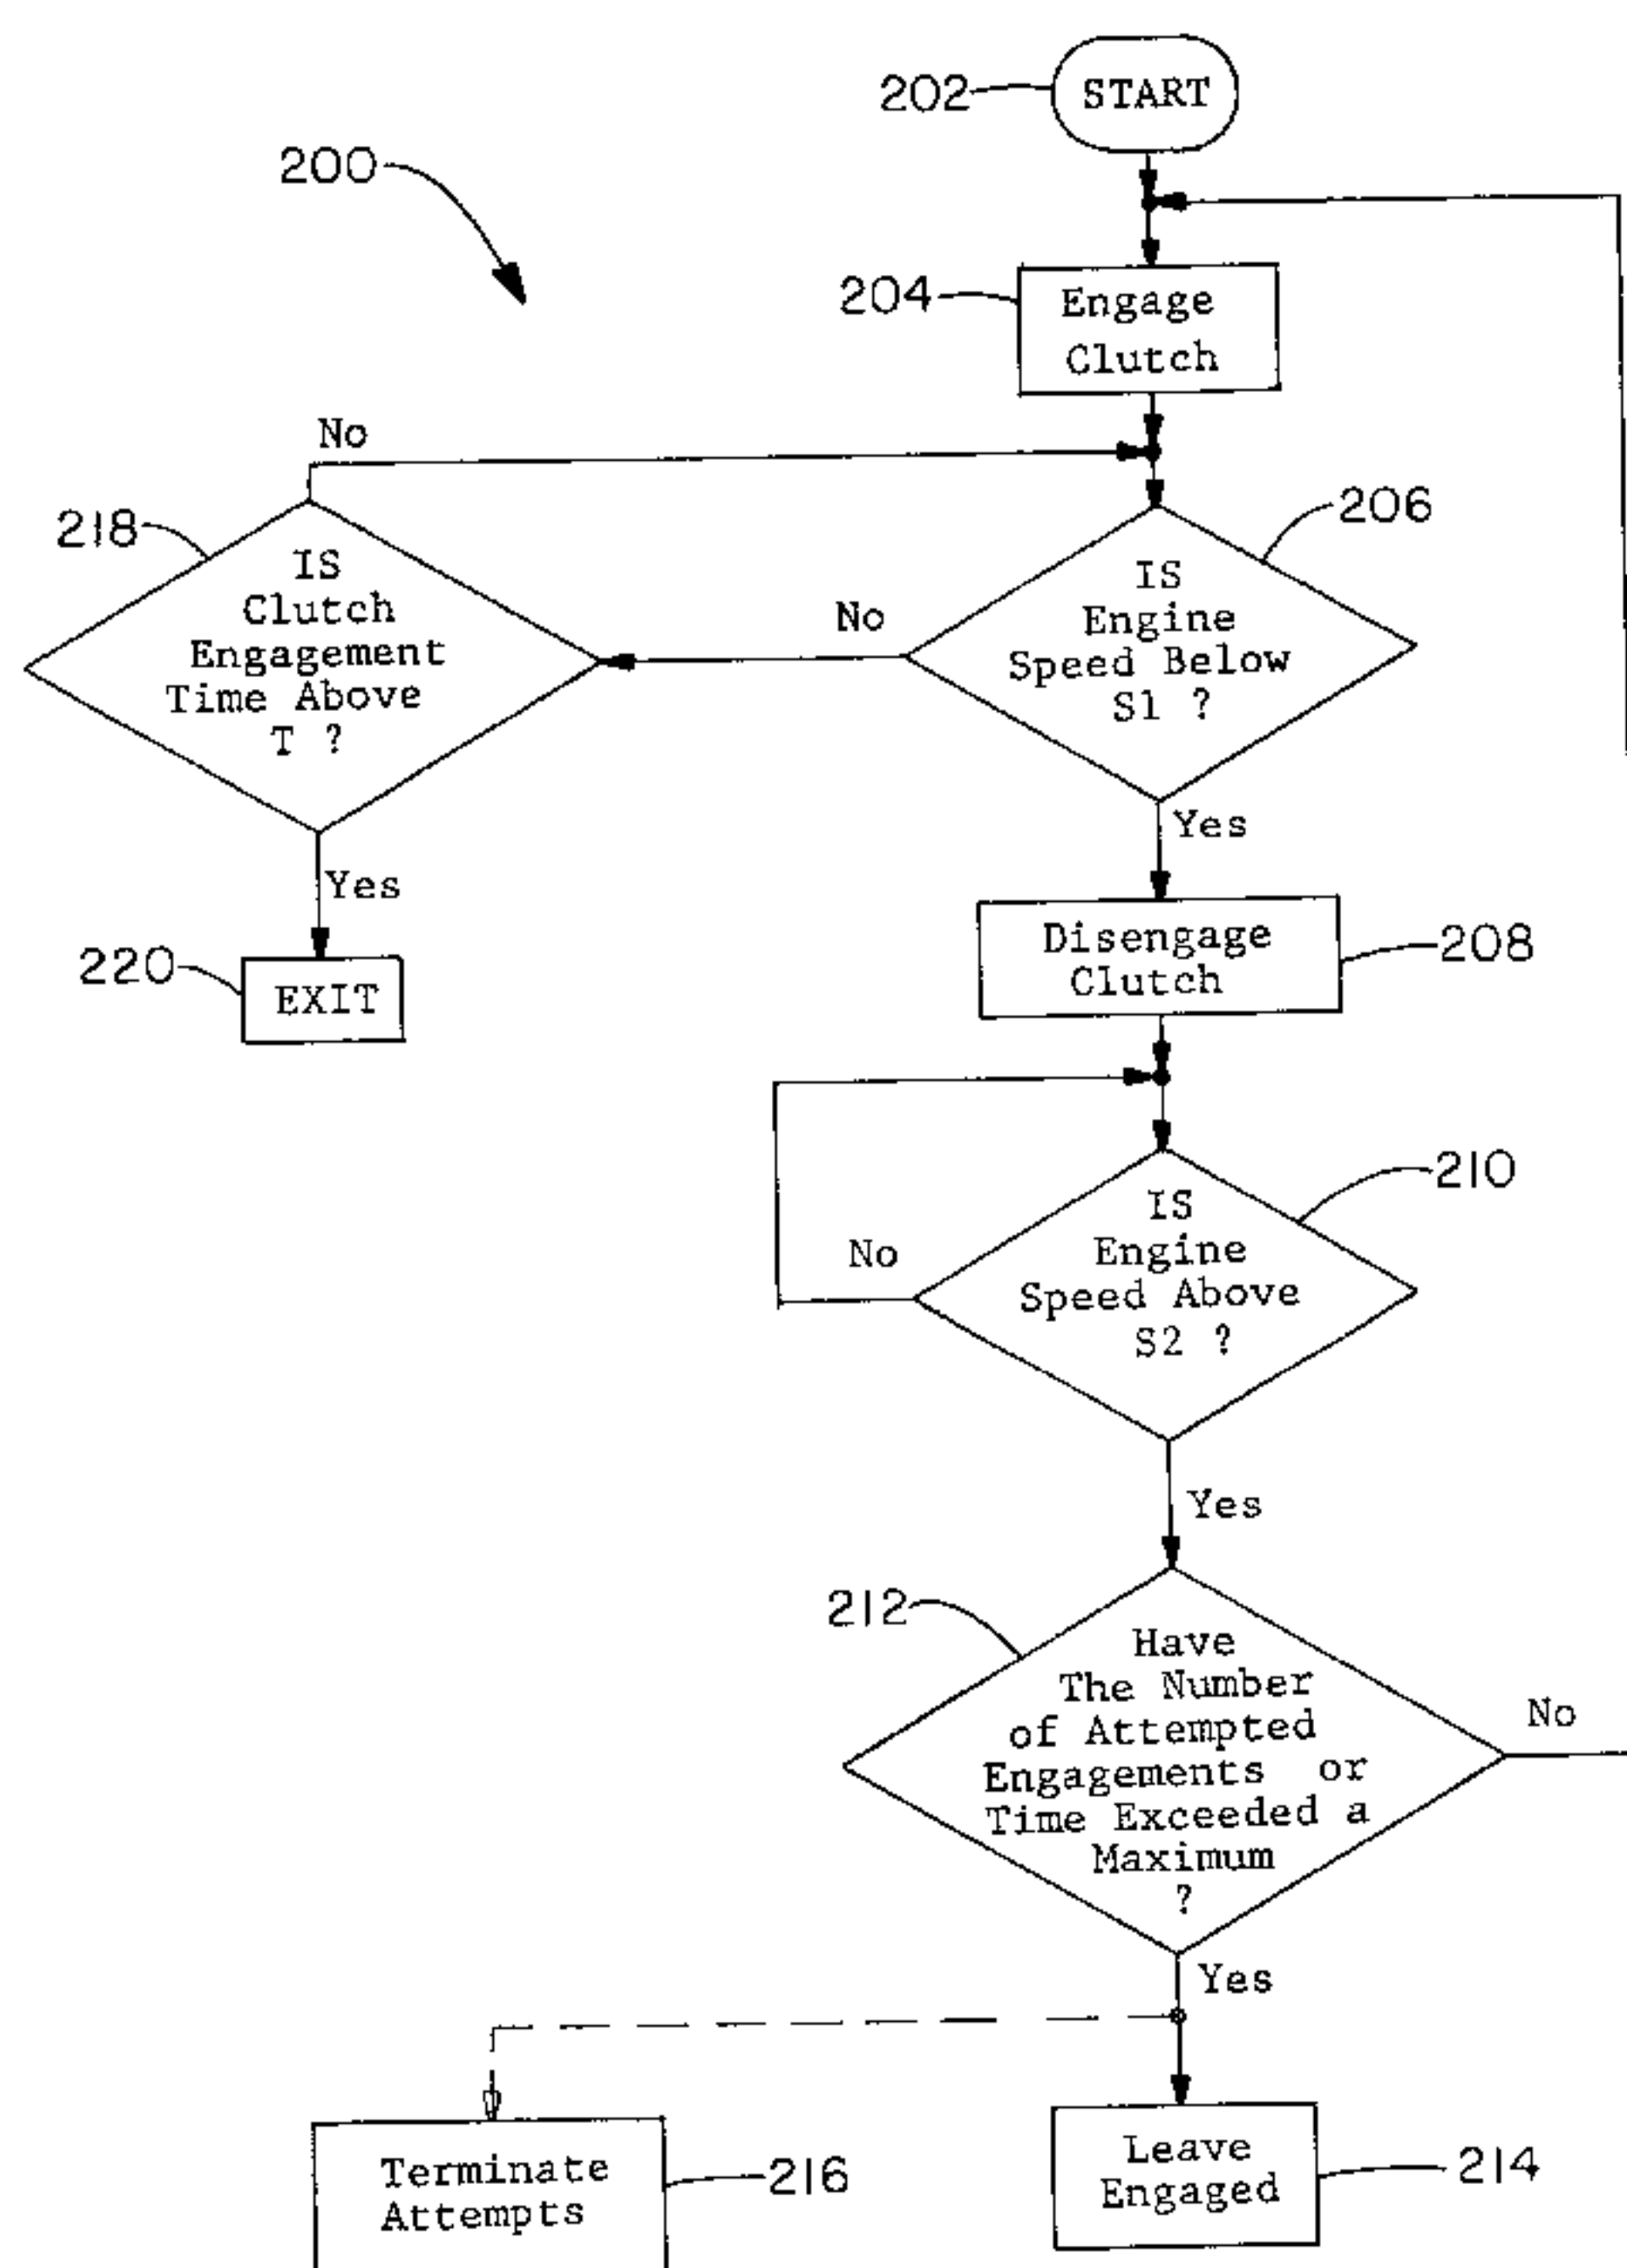 202
START
200
204
Engage
Clutch
No
218
IS
Clutch
Engagement
Time Above
T ?
No
206
IS
Engine
Speed Below
S1 ?
Yes
Yes
220
EXIT
Disengage
Clutch
208
210
IS
Engine
Speed Above
S2 ?
No
Yes
212
Have
The Number
of Attempted
Engagements or
Time Exceeded a
Maximum
?
No
Yes
Terminate
Attempts
216
Leave
Engaged
214